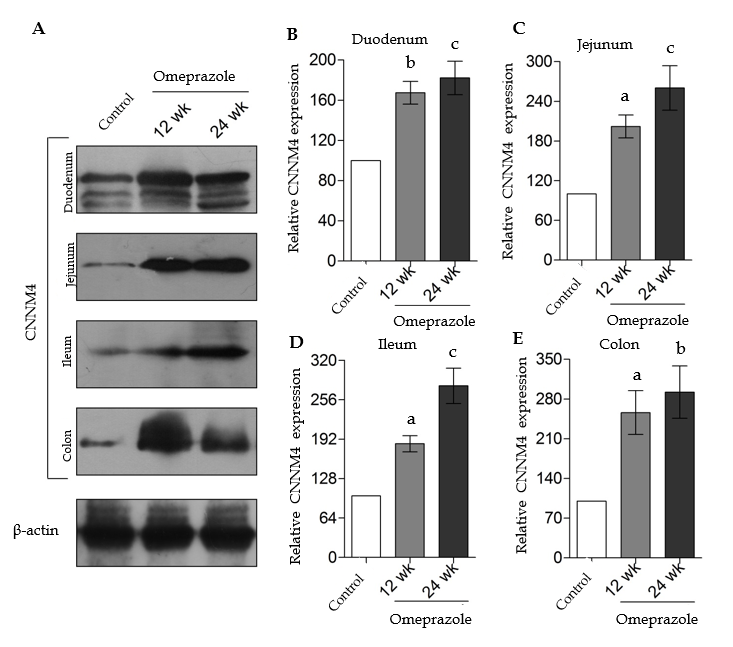 A
Omeprazole
Control
12 wk
24 wk
CNNM4
Duodenum
Jejunum
Ileum
Colon
β-actin
B
Duodenum
Relative CNNM4 expression
200
160
120
80
40
0
b
c
Control
12 wk
24 wk
Omeprazole
C
Jejunum
Relative CNNM4 expression
300
240
180
120
60
0
a
c
Control
12 wk
24 wk
Omeprazole
D
Ileum
Relative CNNM4 expression
320
256
192
128
64
0
a
c
Control
12 wk
24 wk
Omeprazole
E
Colon
Relative CNNM4 expression
350
280
210
140
70
0
a
b
Control
12 wk
24 wk
Omeprazole